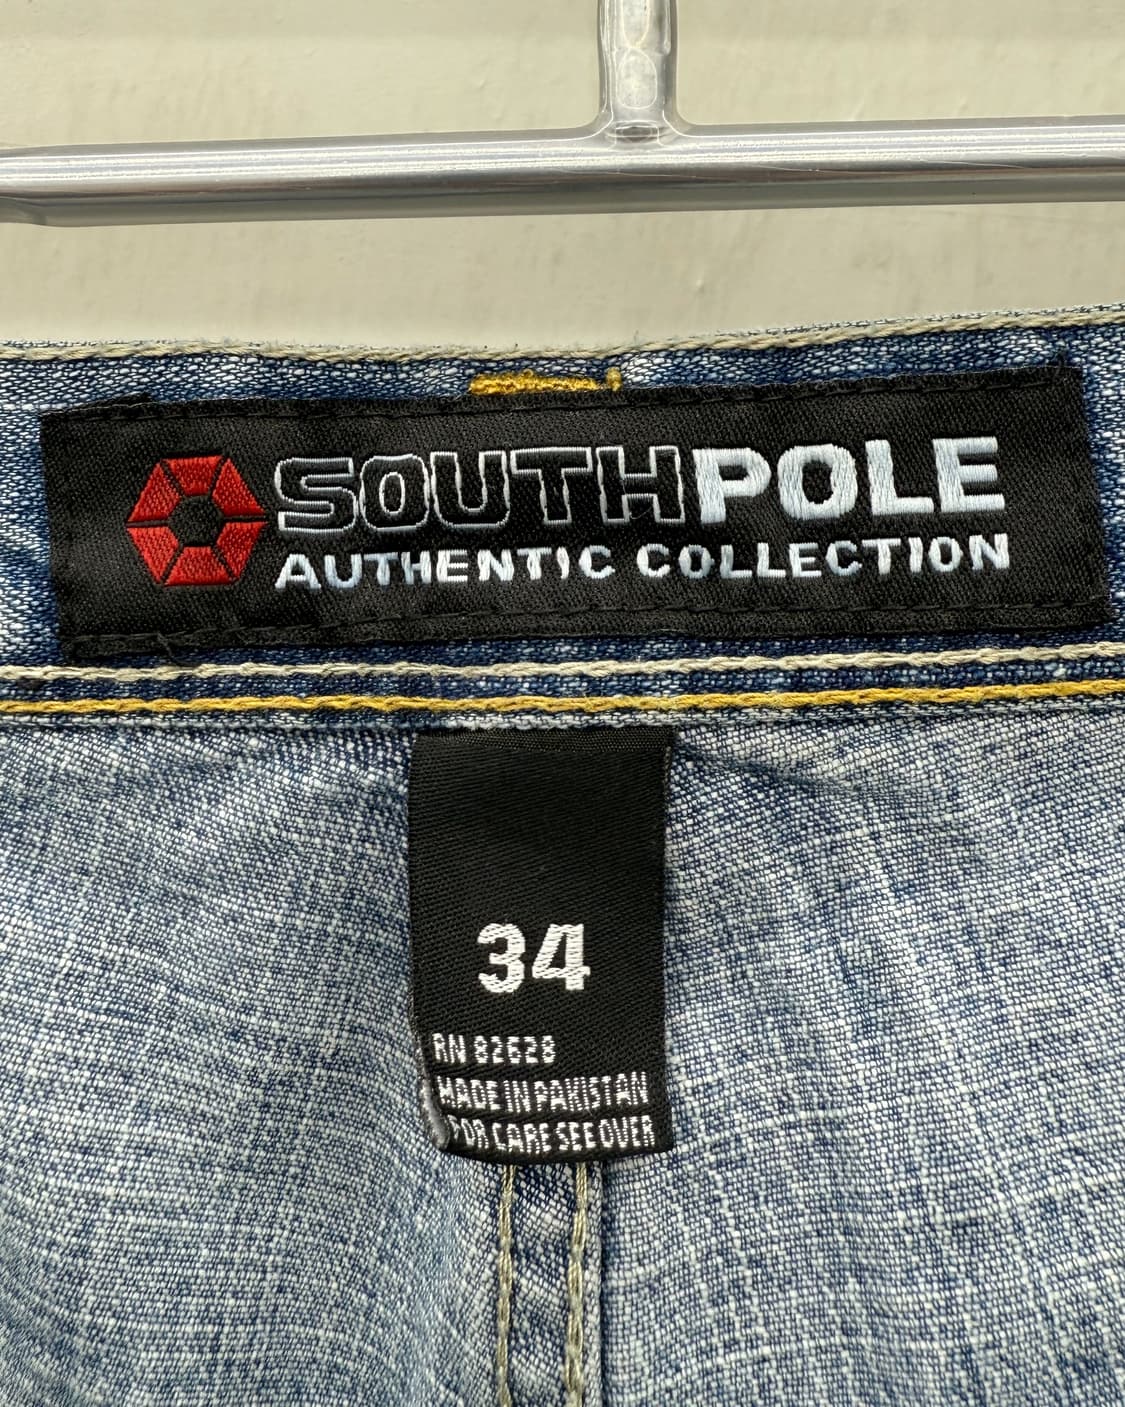 SOUTHPOLE
AUTHENTIC COLLECTION
34
RN 82628
MADE IN PAKISTAN
FOR CARE SEE OVER